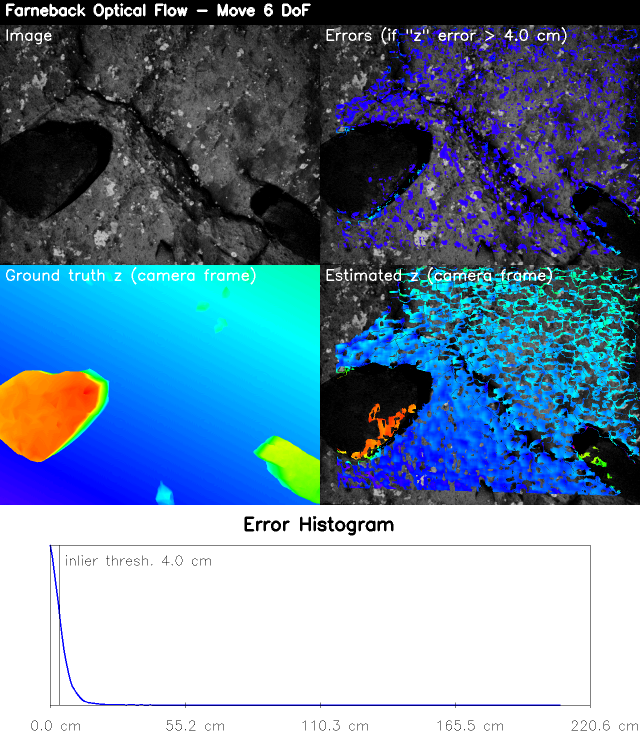 Farneback Optical Flow – Move 6 DoF
Image
Errors (if "z" error > 4.0 cm)
Ground truth z (camera frame)
Estimated z (camera frame)
Error Histogram
inlier thresh. 4.0 cm
0.0 cm 55.2 cm 110.3 cm 165.5 cm 220.6 cm